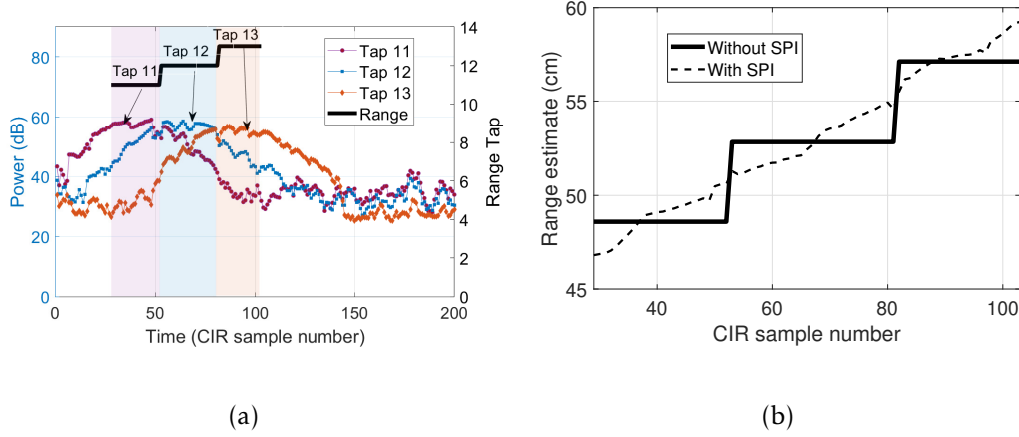 80
60
40
20
0
Power (dB)
0
50
100
150
200
Time (CIR sample number)
14
12
10
8
6
4
2
0
Range Tap
Tap 11
Tap 12
Tap 13
Tap 11
Tap 12
Tap 13
Range
(a)
60
55
50
45
Range estimate (cm)
40
60
80
100
CIR sample number
Without SPI
With SPI
(b)